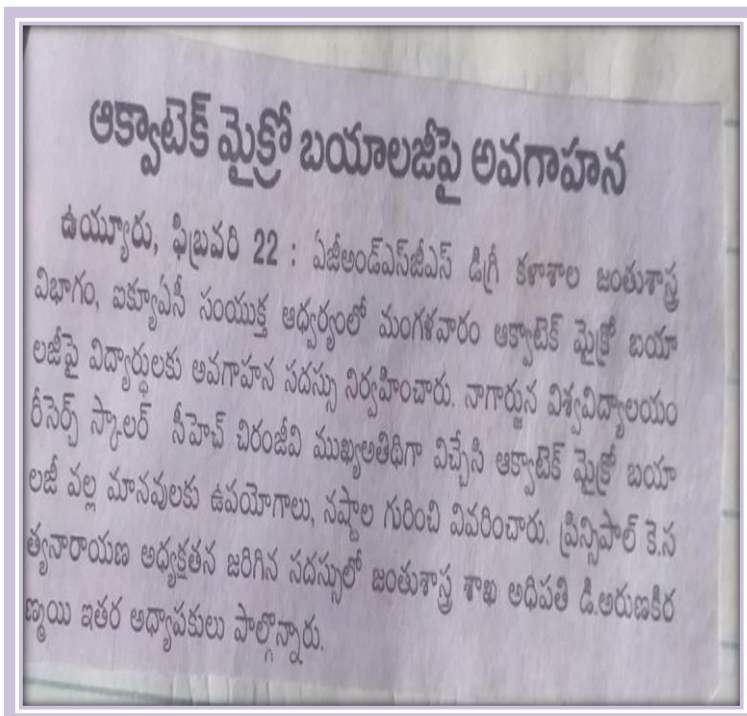 ఆక్వాటెక్ మైక్రో బయాలజీపై అవగాహన
ఉయ్యూరు, ఫిబ్రవరి 22 : ఏజీఅండ్ఎస్‌జీఎస్ డిగ్రీ కళాశాల జంతుశాస్త్ర
విభాగం, ఐక్యూఏసీ సంయుక్త ఆధ్వర్యంలో మంగళవారం ఆక్వాటెక్ మైక్రో బయా
లజీపై విద్యార్థులకు అవగాహన సదస్సు నిర్వహించారు. నాగార్జున విశ్వవిద్యాలయం
రీసెర్చ్ స్కాలర్ సీహెచ్ చిరంజీవి ముఖ్యఅతిథిగా విచ్చేసి ఆక్వాటెక్ మైక్రో బయా
లజీ వల్ల మానవులకు ఉపయోగాలు, నష్టాల గురించి వివరించారు. ప్రిన్సిపాల్ కె.స
త్యనారాయణ అధ్యక్షతన జరిగిన సదస్సులో జంతుశాస్త్ర శాఖ అధిపతి డి.అరుణకిర
ణ్మయి ఇతర అధ్యాపకులు పాల్గొన్నారు.